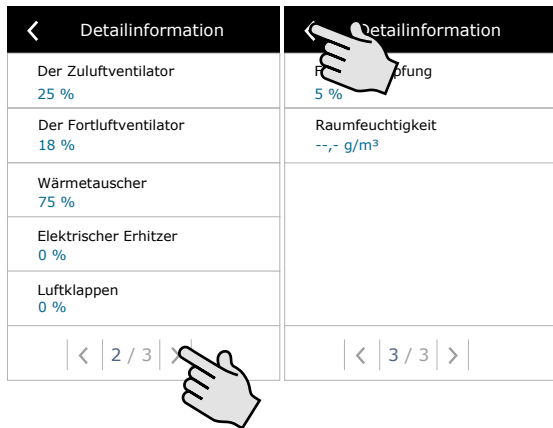 Detailinformation
Der Zuluftventilator
25 %
Der Fortluftventilator
18 %
Wärmetauscher
75 %
Elektrischer Erhitzer
0 %
Luftklappen
0 %
2 / 3
Detailinformation
5 %
Raumfeuchtigkeit
--,- g/m³
3 / 3